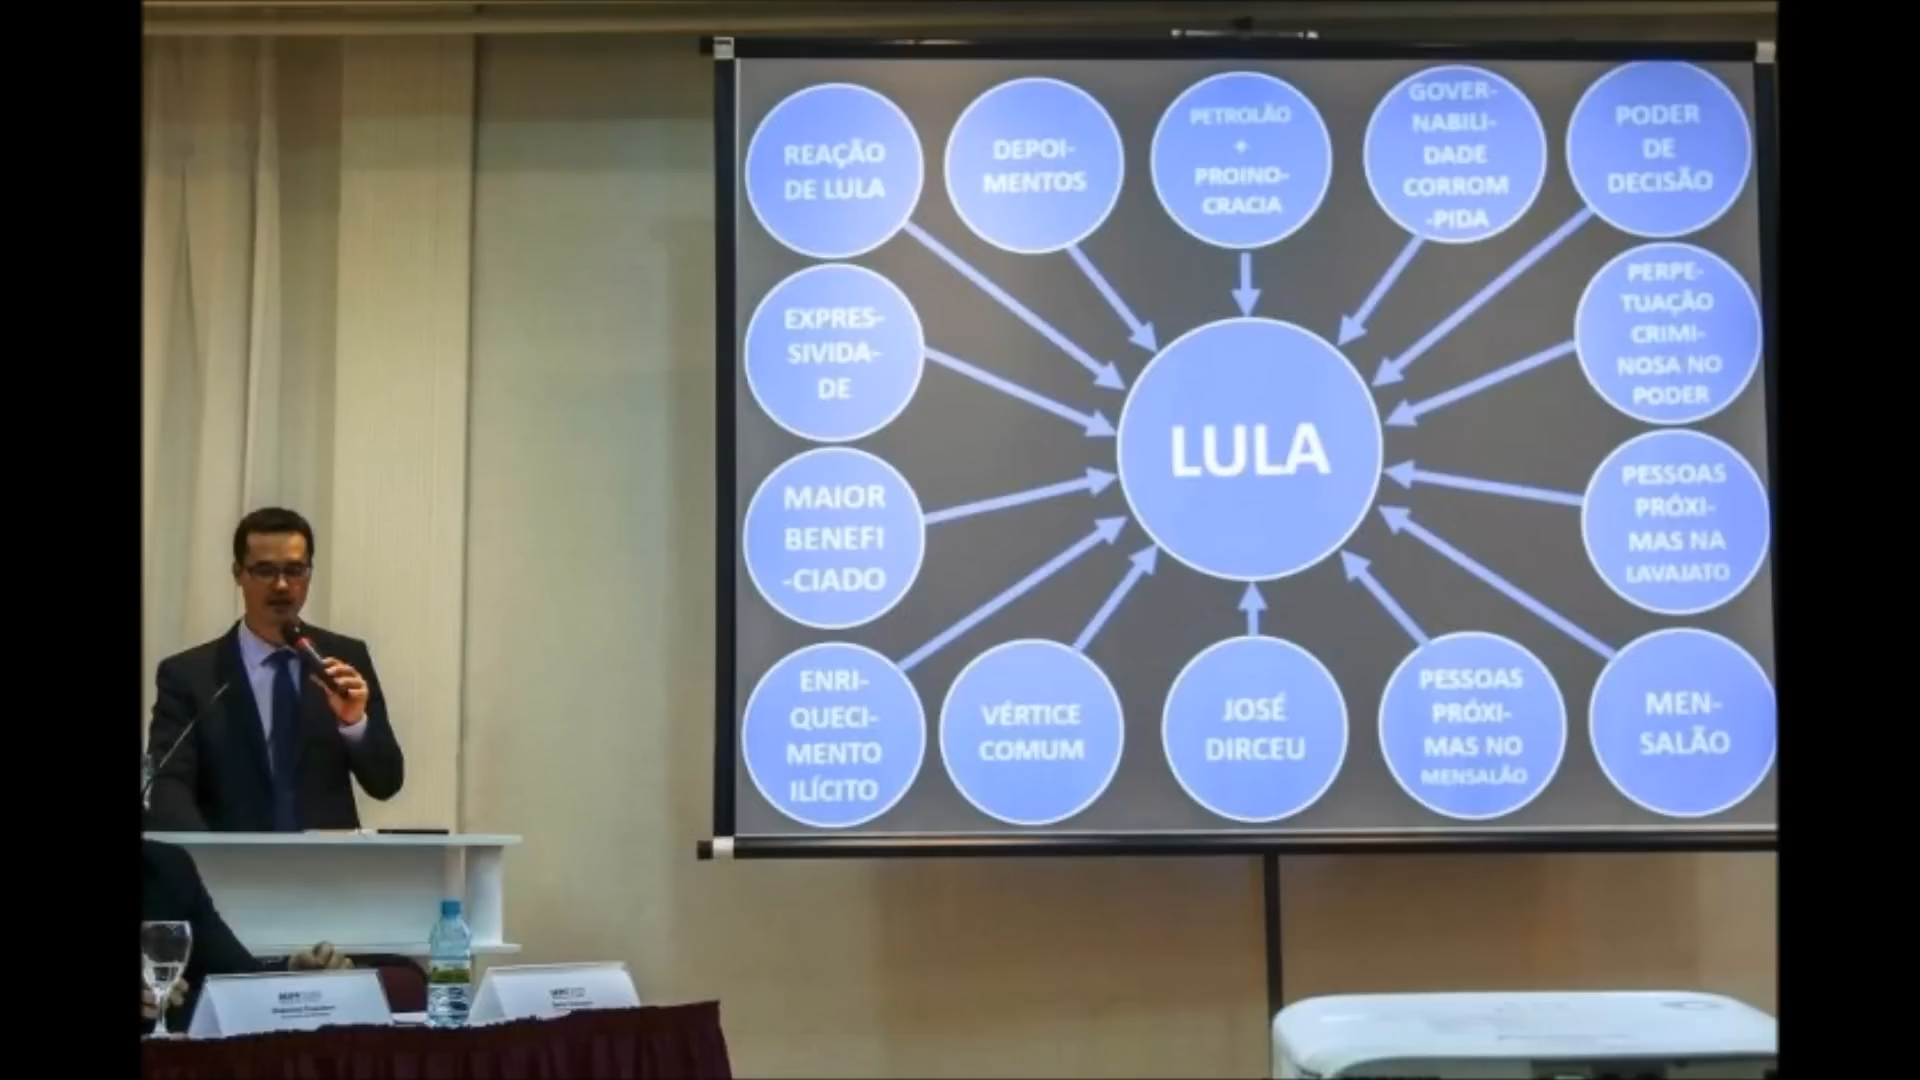 REAÇÃO
DE LULA
DEPOI-
MENTOS
PETROLÃO
+
PROINO-
CRACIA
GOVER-
NABILI-
DADE
CORROM
-PIDA
PODER
DE
DECISÃO
EXPRES-
SIVIDA-
DE
PERPE-
TUAÇÃO
CRIMI-
NOSA NO
PODER
LULA
MAIOR
BENEFI
-CIADO
PESSOAS
PRÓXI-
MAS NA
LAVAJATO
ENRI-
QUECI-
MENTO
ILÍCITO
VÉRTICE
COMUM
JOSÉ
DIRCEU
PESSOAS
PRÓXI-
MAS NO
MENSALÃO
MEN-
SALÃO